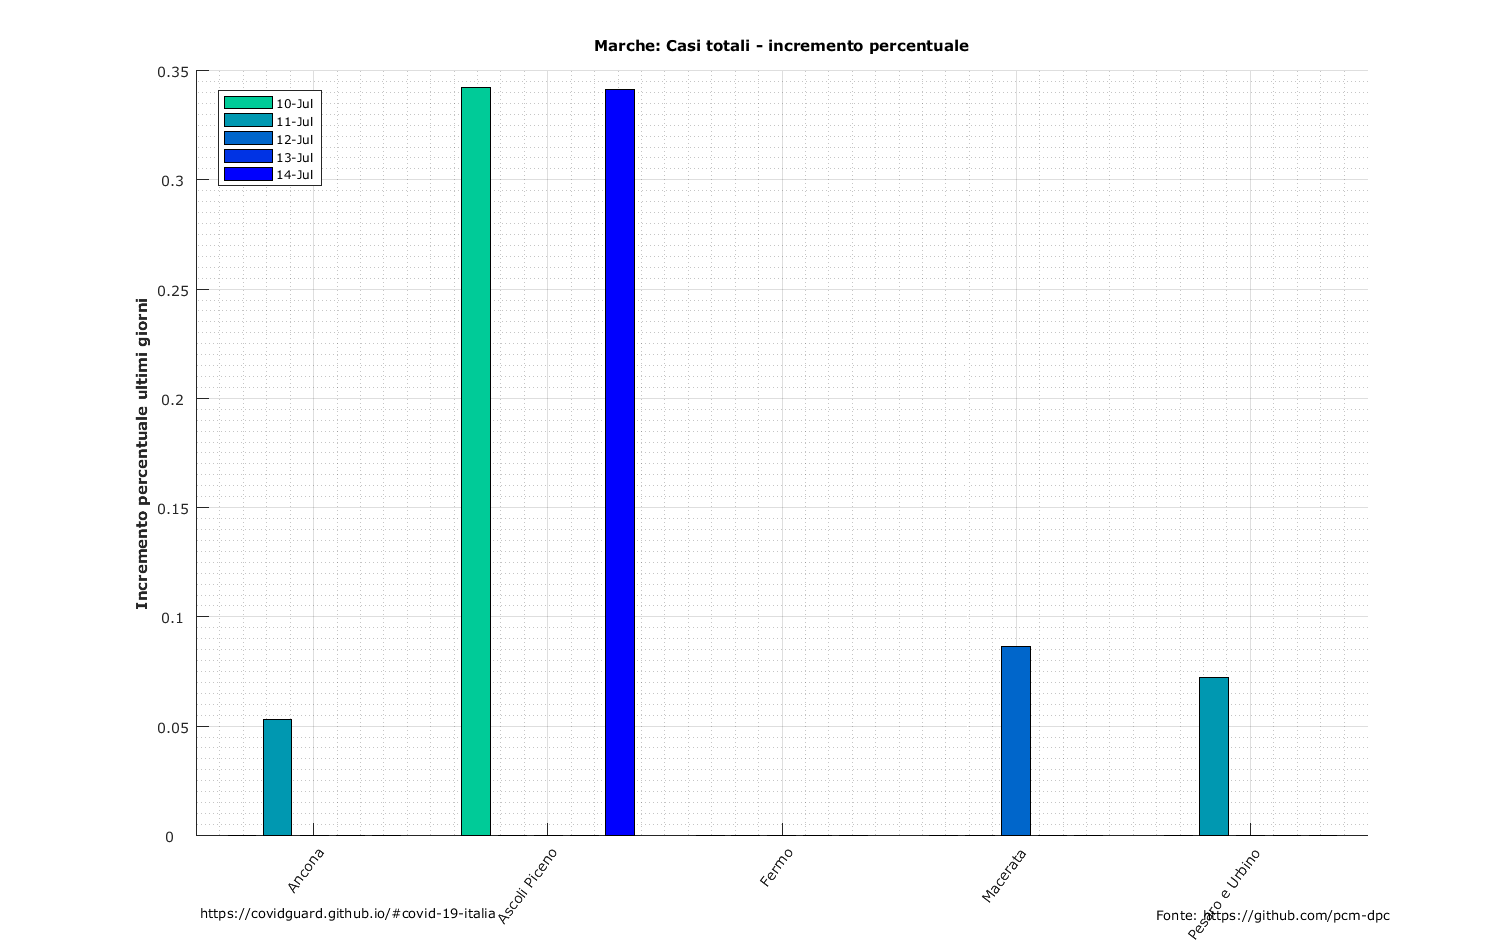 Marche: Casi totali - incremento percentuale
Incremento percentuale ultimi giorni
0.35
0.3
0.25
0.2
0.15
0.1
0.05
0
10-Jul
11-Jul
12-Jul
13-Jul
14-Jul
Ancona
Ascoli Piceno
Fermo
Macerata
Pesaro e Urbino
https://covidguard.github.io/#covid-19-italia
Fonte: https://github.com/pcm-dpc